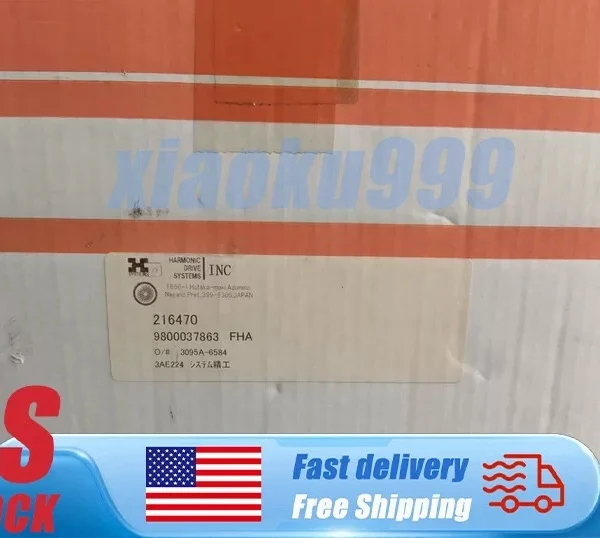 xiaoku999
HARMONIC
DRIVE
SYSTEMS
INC
216470
9800037863 FHA
O/# 3095A-6584
3AE224 システム精工
S
OCK
Fast delivery
Free Shipping